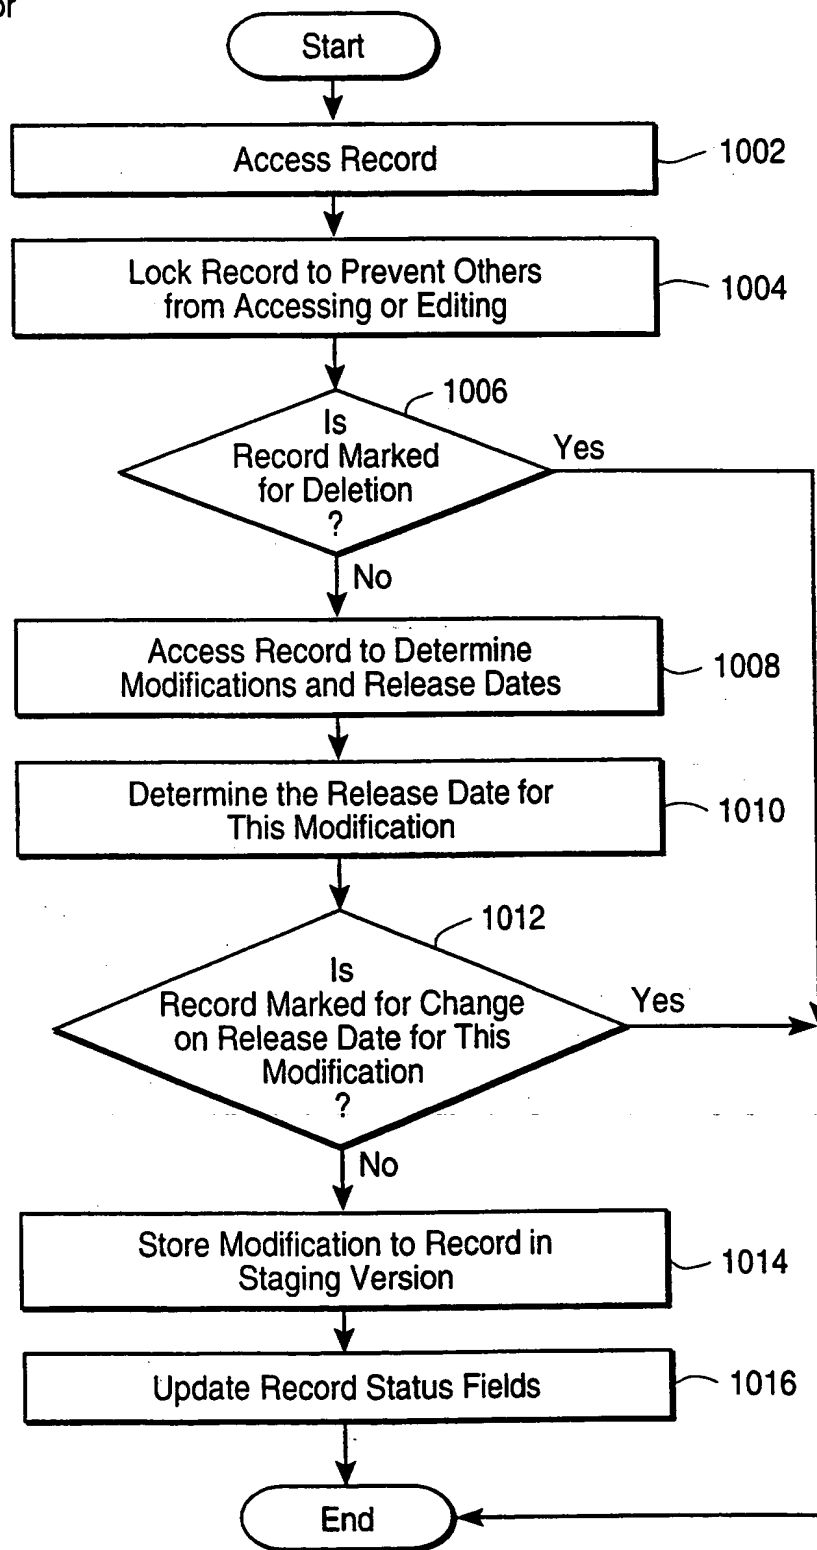 or
Start
Access Record
1002
Lock Record to Prevent Others
from Accessing or Editing
1004
1006
Is
Record Marked
for Deletion
?
Yes
No
Access Record to Determine
Modifications and Release Dates
1008
Determine the Release Date for
This Modification
1010
1012
Is
Record Marked for Change
on Release Date for This
Modification
?
Yes
No
Store Modification to Record in
Staging Version
1014
Update Record Status Fields
1016
End